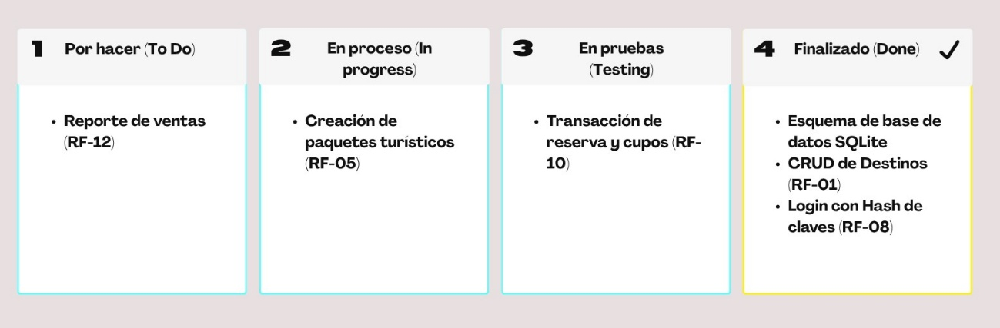 1 Por hacer (To Do)
• Reporte de ventas
(RF-12)
2 En proceso (In
progress)
• Creación de
paquetes turísticos
(RF-05)
3 En pruebas
(Testing)
• Transacción de
reserva y cupos (RF-
10)
4 Finalizado (Done)
• Esquema de base de
datos SQLite
• CRUD de Destinos
(RF-01)
• Login con Hash de
claves (RF-08)